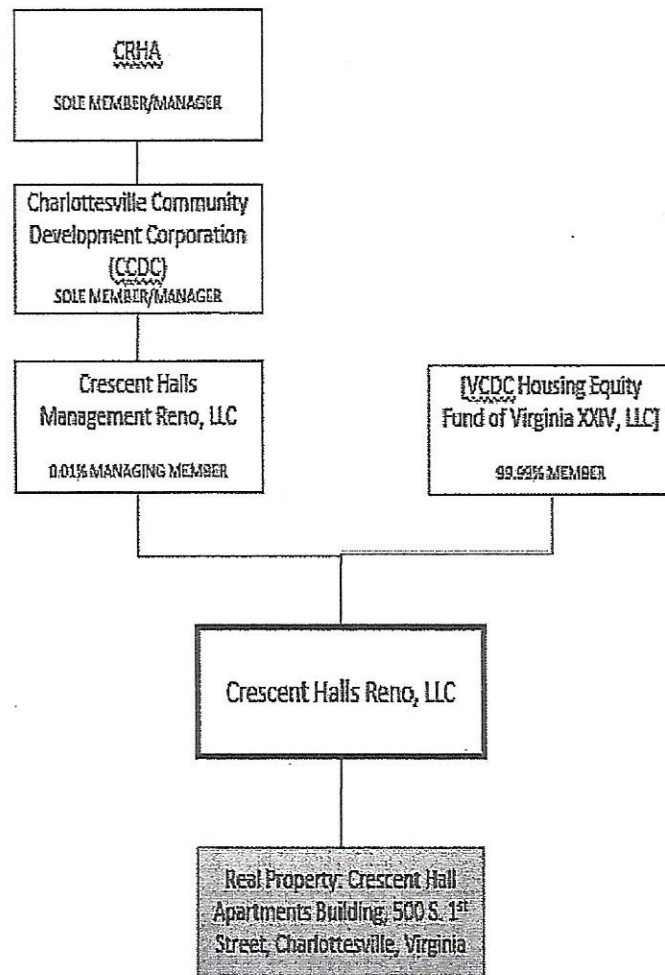 CRHA
SOLE MEMBER/MANAGER
Charlottesville Community
Development Corporation
(CCDC)
SOLE MEMBER/MANAGER
Crescent Halls
Management Reno, LLC
0.01% MANAGING MEMBER
[VCDC Housing Equity
Fund of Virginia XXIV, LLC]
99.99% MEMBER
Crescent Halls Reno, LLC
Real Property: Crescent Hall
Apartments Building, 500 S. 1st
Street, Charlottesville, Virginia